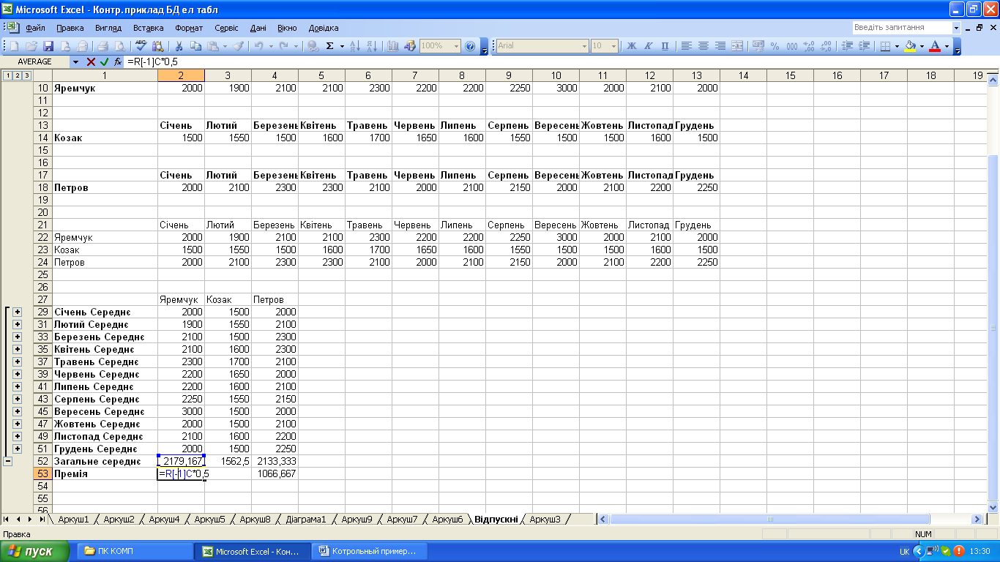 Microsoft Excel - Контр.приклад БД ел табл
Файл Правка Вигляд Вставка Формат Сервіс Дані Вікно Довідка Введіть запитання
100% Arial 10 Ж К П
AVERAGE =R[-1]C*0,5
1 2 3 1 2 3 4 5 6 7 8 9 10 11 12 13 14 15 16 17 18 19
10 Яремчук 2000 1900 2100 2100 2300 2200 2200 2250 3000 2000 2100 2000
11
12
13 Січень Лютий Березень Квітень Травень Червень Липень Серпень Вересень Жовтень Листопад Грудень
14 Козак 1500 1550 1500 1600 1700 1650 1600 1550 1500 1500 1600 1500
15
16
17 Січень Лютий Березень Квітень Травень Червень Липень Серпень Вересень Жовтень Листопад Грудень
18 Петров 2000 2100 2300 2300 2100 2000 2100 2150 2000 2100 2200 2250
19
20
21 Січень Лютий Березень Квітень Травень Червень Липень Серпень Вересень Жовтень Листопад Грудень
22 Яремчук 2000 1900 2100 2100 2300 2200 2200 2250 3000 2000 2100 2000
23 Козак 1500 1550 1500 1600 1700 1650 1600 1550 1500 1500 1600 1500
24 Петров 2000 2100 2300 2300 2100 2000 2100 2150 2000 2100 2200 2250
25
26
27 Яремчук Козак Петров
29 Січень Середнє 2000 1500 2000
31 Лютий Середнє 1900 1550 2100
33 Березень Середнє 2100 1500 2300
35 Квітень Середнє 2100 1600 2300
37 Травень Середнє 2300 1700 2100
39 Червень Середнє 2200 1650 2000
41 Липень Середнє 2200 1600 2100
43 Серпень Середнє 2250 1550 2150
45 Вересень Середнє 3000 1500 2000
47 Жовтень Середнє 2000 1500 2100
49 Листопад Середнє 2100 1600 2200
51 Грудень Середнє 2000 1500 2250
52 Загальне середнє 2179,167 1562,5 2133,333
53 Премія =R[-1]C*0,5 1066,667
54
55
56
Аркуш1 Аркуш2 Аркуш4 Аркуш5 Аркуш8 Діаграма1 Аркуш9 Аркуш7 Аркуш6 Відпускні Аркуш3
Правка NUM
пуск ПК КОМП Microsoft Excel - Кон... Котрольный пример... UK 13:30